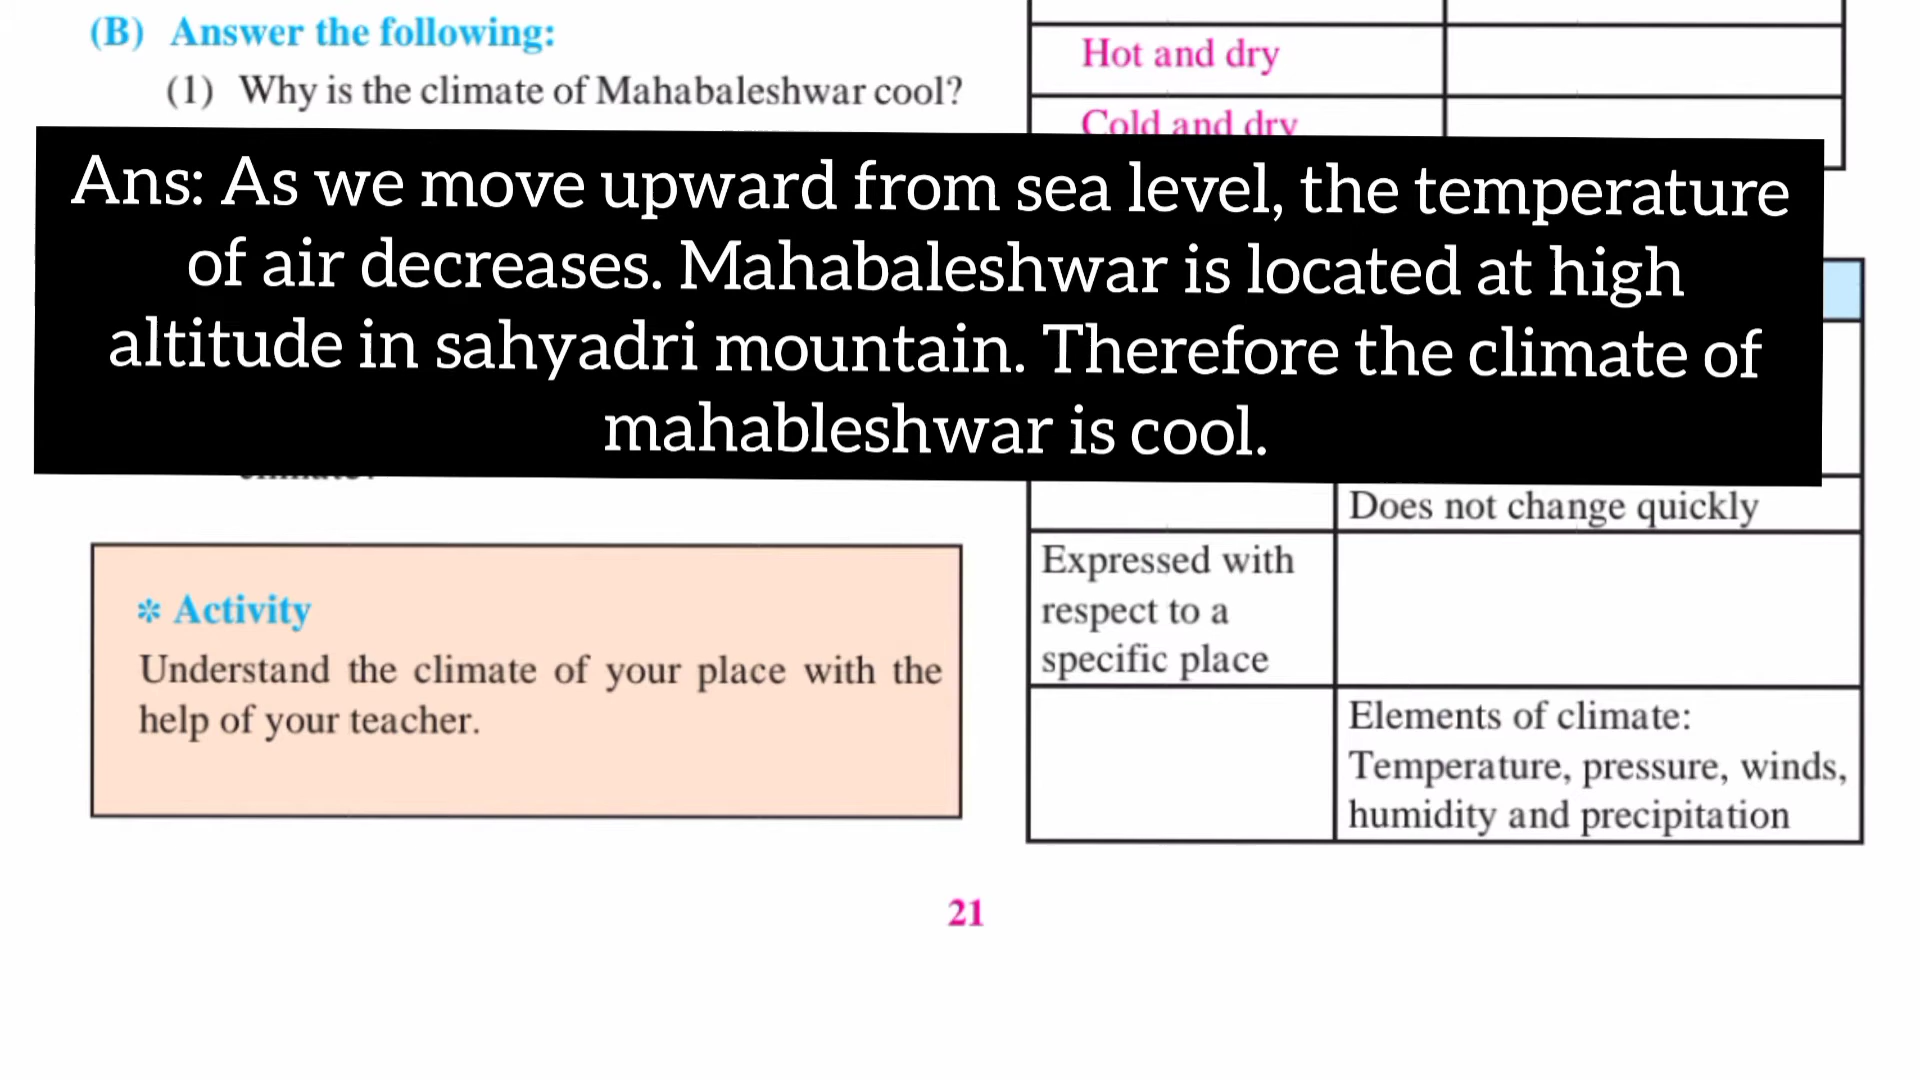 (B) Answer the following:
(1) Why is the climate of Mahabaleshwar cool?
Hot and dry
Cold and dry
Ans: As we move upward from sea level, the temperature
of air decreases. Mahabaleshwar is located at high
altitude in sahyadri mountain. Therefore the climate of
mahableshwar is cool.
* Activity
Understand the climate of your place with the
help of your teacher.
Does not change quickly
Expressed with
respect to a
specific place
Elements of climate:
Temperature, pressure, winds,
humidity and precipitation
21